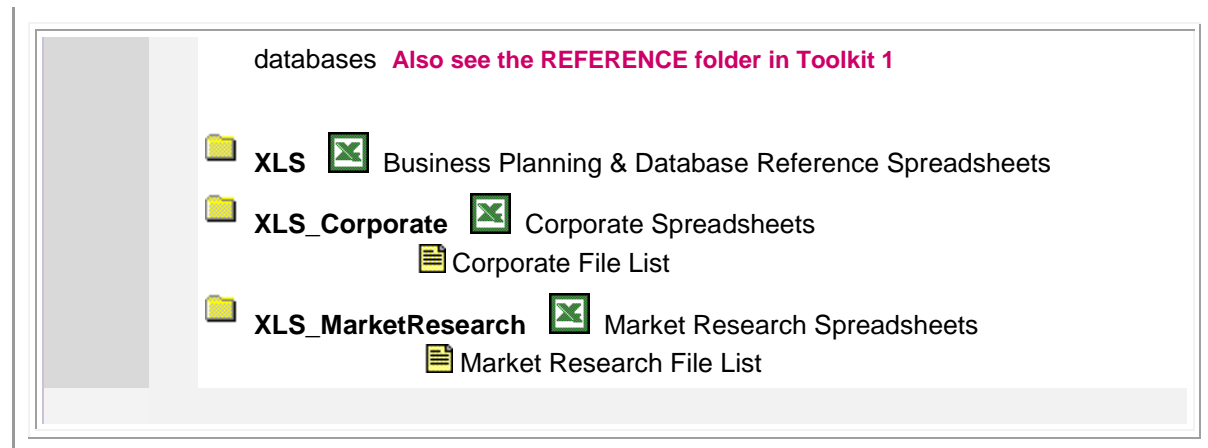 databases Also see the REFERENCE folder in Toolkit 1
XLS Business Planning & Database Reference Spreadsheets
XLS_Corporate Corporate Spreadsheets
Corporate File List
XLS_MarketResearch Market Research Spreadsheets
Market Research File List